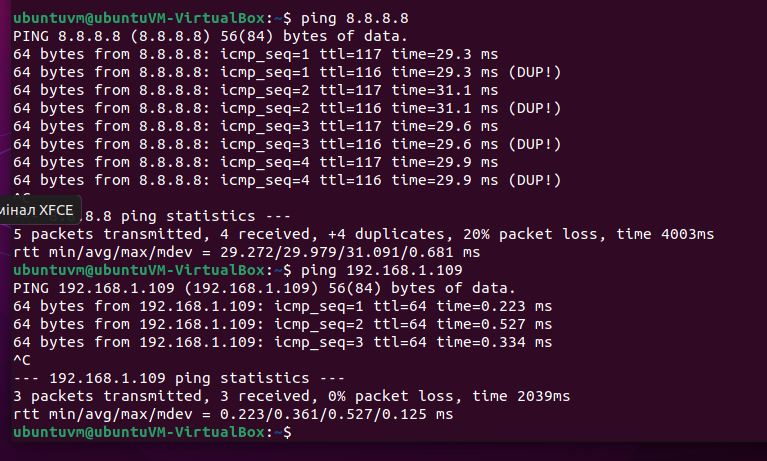 ubuntuvm@ubuntuVM-VirtualBox:~$ ping 8.8.8.8
PING 8.8.8.8 (8.8.8.8) 56(84) bytes of data.
64 bytes from 8.8.8.8: icmp_seq=1 ttl=117 time=29.3 ms
64 bytes from 8.8.8.8: icmp_seq=1 ttl=116 time=29.3 ms (DUP!)
64 bytes from 8.8.8.8: icmp_seq=2 ttl=117 time=31.1 ms
64 bytes from 8.8.8.8: icmp_seq=2 ttl=116 time=31.1 ms (DUP!)
64 bytes from 8.8.8.8: icmp_seq=3 ttl=117 time=29.6 ms
64 bytes from 8.8.8.8: icmp_seq=3 ttl=116 time=29.6 ms (DUP!)
64 bytes from 8.8.8.8: icmp_seq=4 ttl=117 time=29.9 ms
64 bytes from 8.8.8.8: icmp_seq=4 ttl=116 time=29.9 ms (DUP!)
^C
мінал XFCE
.8.8 ping statistics ---
5 packets transmitted, 4 received, +4 duplicates, 20% packet loss, time 4003ms
rtt min/avg/max/mdev = 29.272/29.979/31.091/0.681 ms
ubuntuvm@ubuntuVM-VirtualBox:~$ ping 192.168.1.109
PING 192.168.1.109 (192.168.1.109) 56(84) bytes of data.
64 bytes from 192.168.1.109: icmp_seq=1 ttl=64 time=0.223 ms
64 bytes from 192.168.1.109: icmp_seq=2 ttl=64 time=0.527 ms
64 bytes from 192.168.1.109: icmp_seq=3 ttl=64 time=0.334 ms
^C
--- 192.168.1.109 ping statistics ---
3 packets transmitted, 3 received, 0% packet loss, time 2039ms
rtt min/avg/max/mdev = 0.223/0.361/0.527/0.125 ms
ubuntuvm@ubuntuVM-VirtualBox:~$